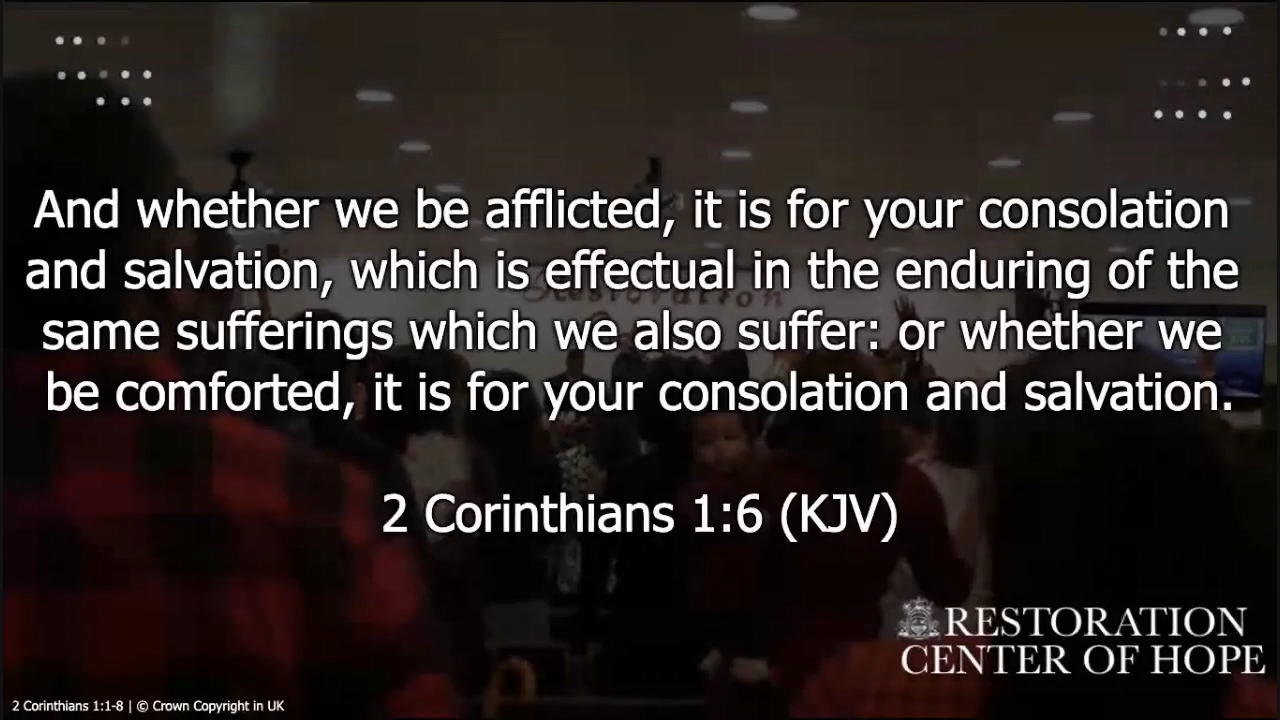 And whether we be afflicted, it is for your consolation
and salvation, which is effectual in the enduring of the
same sufferings which we also suffer: or whether we
be comforted, it is for your consolation and salvation.
Restoration
2 Corinthians 1:6 (KJV)
RESTORATION
CENTER OF HOPE
2 Corinthians 1:1-8 | © Crown Copyright in UK